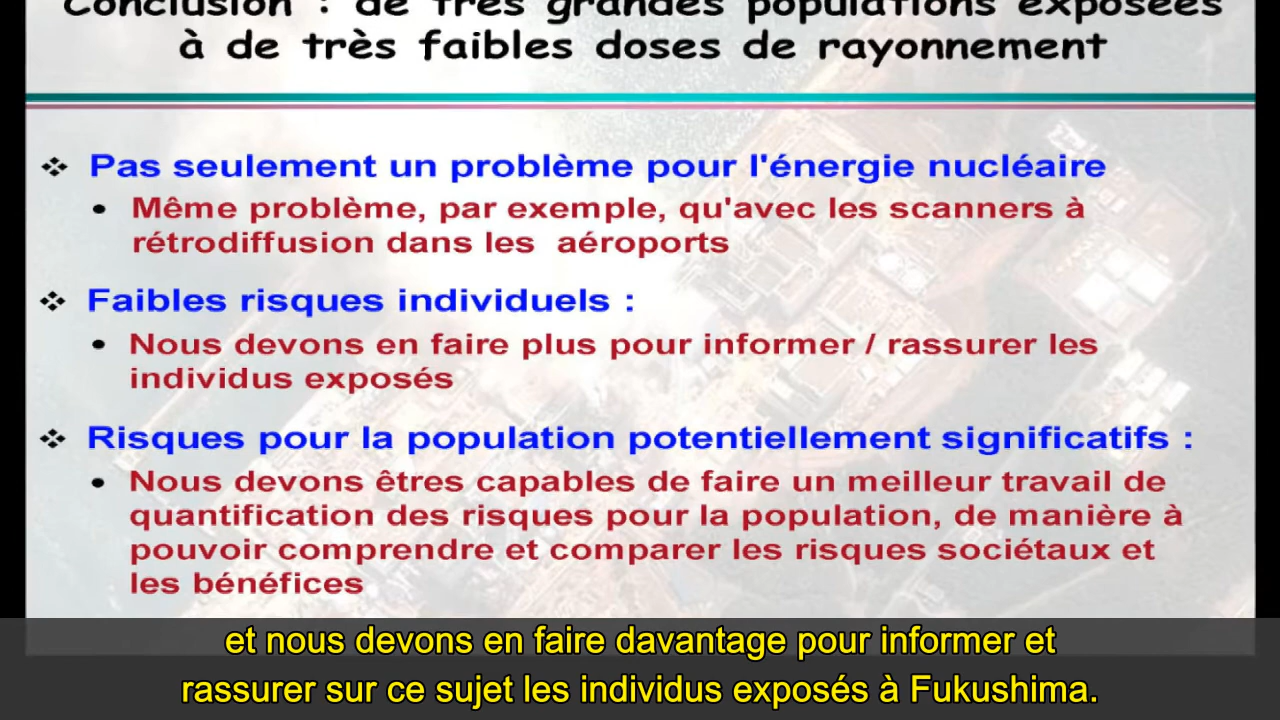 Conclusion : de très grandes populations exposées
à de très faibles doses de rayonnement
Pas seulement un problème pour l'énergie nucléaire
Même problème, par exemple, qu'avec les scanners à
rétrodiffusion dans les aéroports
Faibles risques individuels :
Nous devons en faire plus pour informer / rassurer les
individus exposés
Risques pour la population potentiellement significatifs :
Nous devons êtres capables de faire un meilleur travail de
quantification des risques pour la population, de manière à
pouvoir comprendre et comparer les risques sociétaux et
les bénéfices
et nous devons en faire davantage pour informer et
rassurer sur ce sujet les individus exposés à Fukushima.